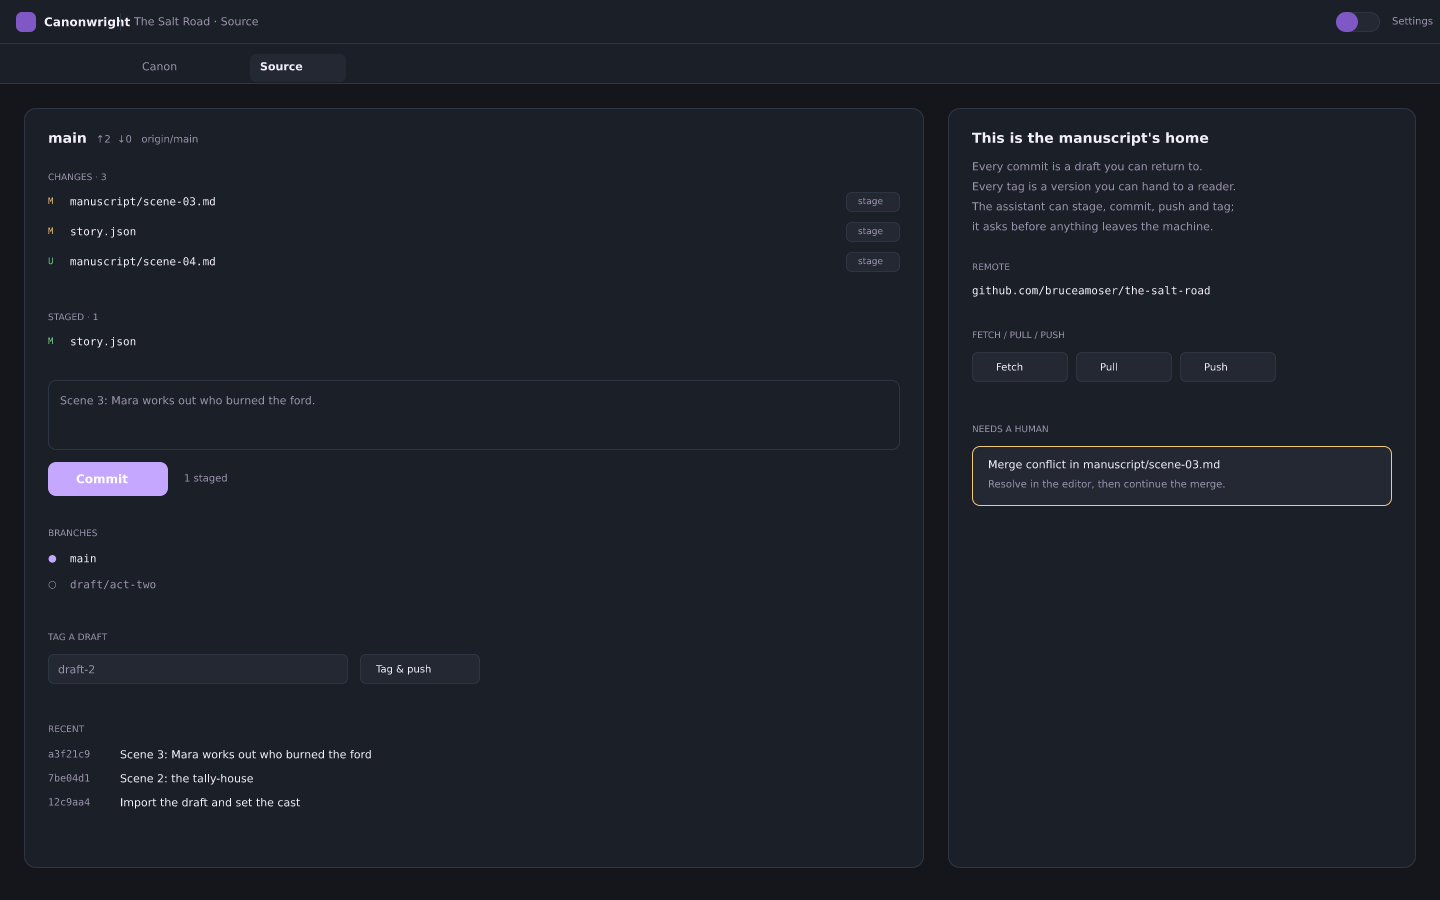 Canonwright The Salt Road · Source
Settings
Canon
Source
main ↑2 ↓0 origin/main
CHANGES · 3
M manuscript/scene-03.md stage
M story.json stage
U manuscript/scene-04.md stage
STAGED · 1
M story.json
Scene 3: Mara works out who burned the ford.
Commit 1 staged
BRANCHES
main
draft/act-two
TAG A DRAFT
draft-2 Tag & push
RECENT
a3f21c9 Scene 3: Mara works out who burned the ford
7be04d1 Scene 2: the tally-house
12c9aa4 Import the draft and set the cast
This is the manuscript's home
Every commit is a draft you can return to.
Every tag is a version you can hand to a reader.
The assistant can stage, commit, push and tag;
it asks before anything leaves the machine.
REMOTE
github.com/bruceamoser/the-salt-road
FETCH / PULL / PUSH
Fetch Pull Push
NEEDS A HUMAN
Merge conflict in manuscript/scene-03.md
Resolve in the editor, then continue the merge.